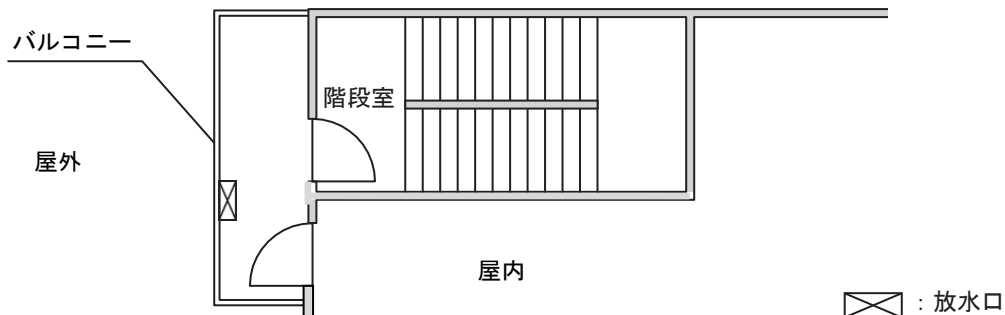 バルコニー
階段室
屋外
屋内
：放水口